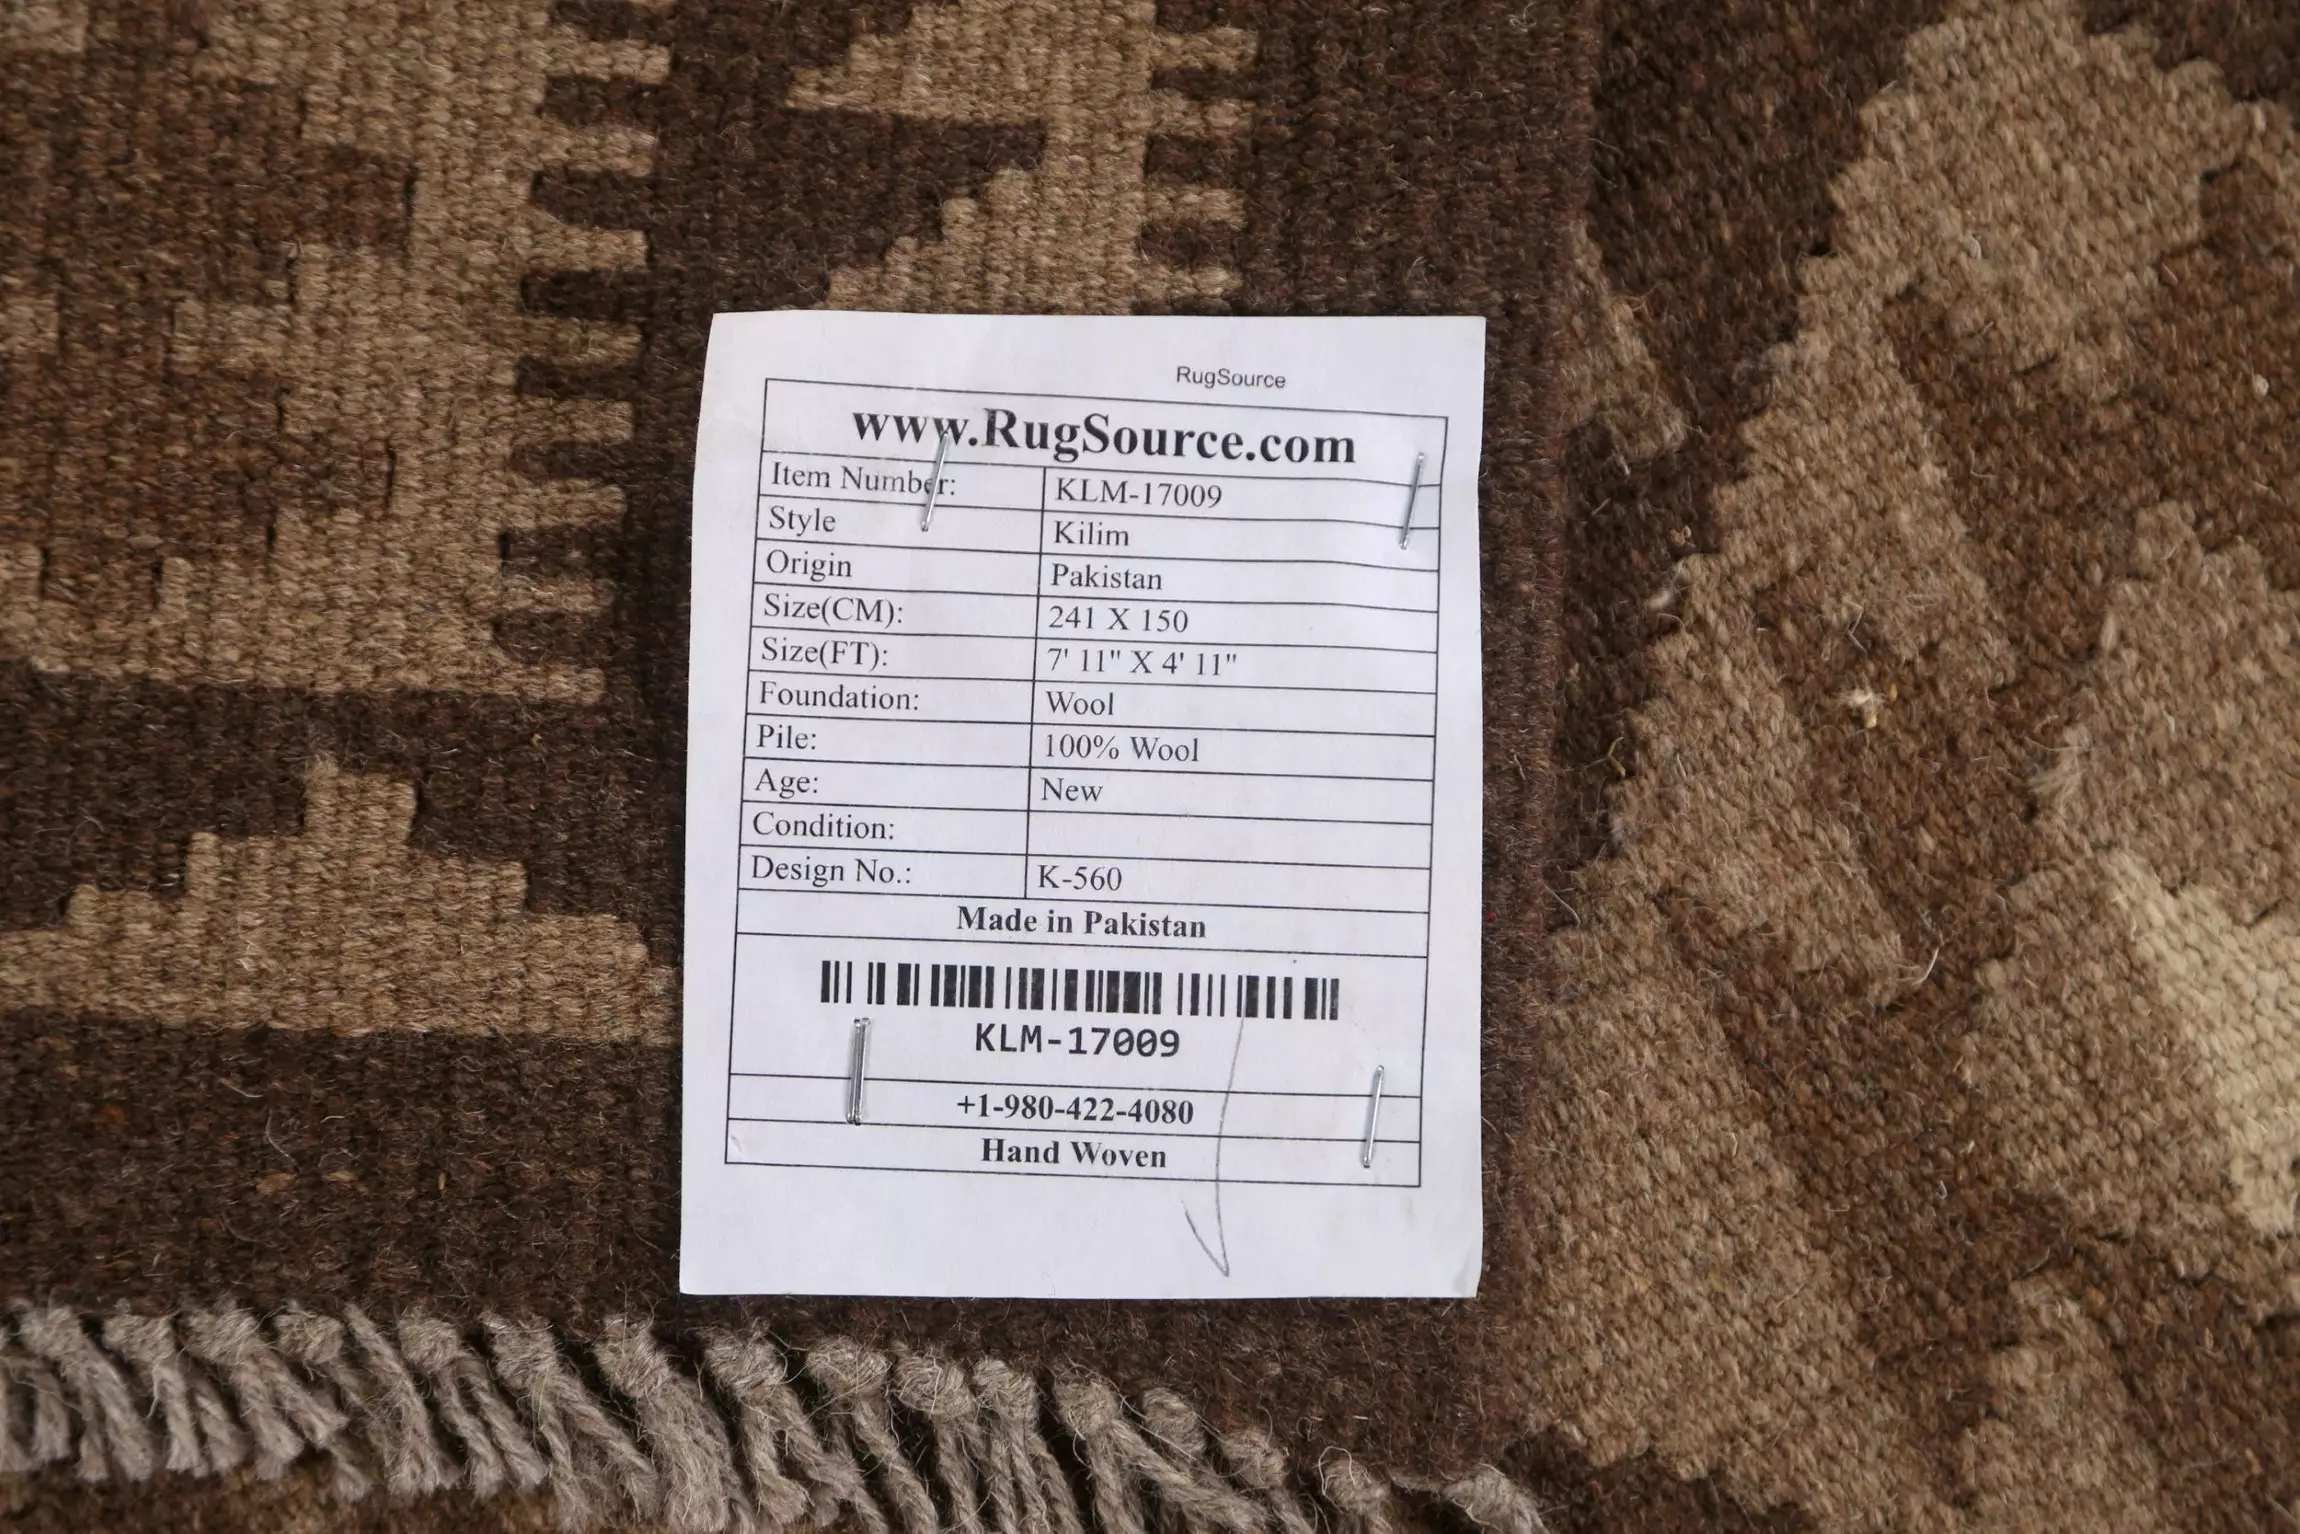 RugSource
www.RugSource.com
Item Number: KLM-17009
Style Kilim
Origin Pakistan
Size(CM): 241 X 150
Size(FT): 7' 11" X 4' 11"
Foundation: Wool
Pile: 100% Wool
Age: New
Condition:
Design No.: K-560
Made in Pakistan
KLM-17009
+1-980-422-4080
Hand Woven